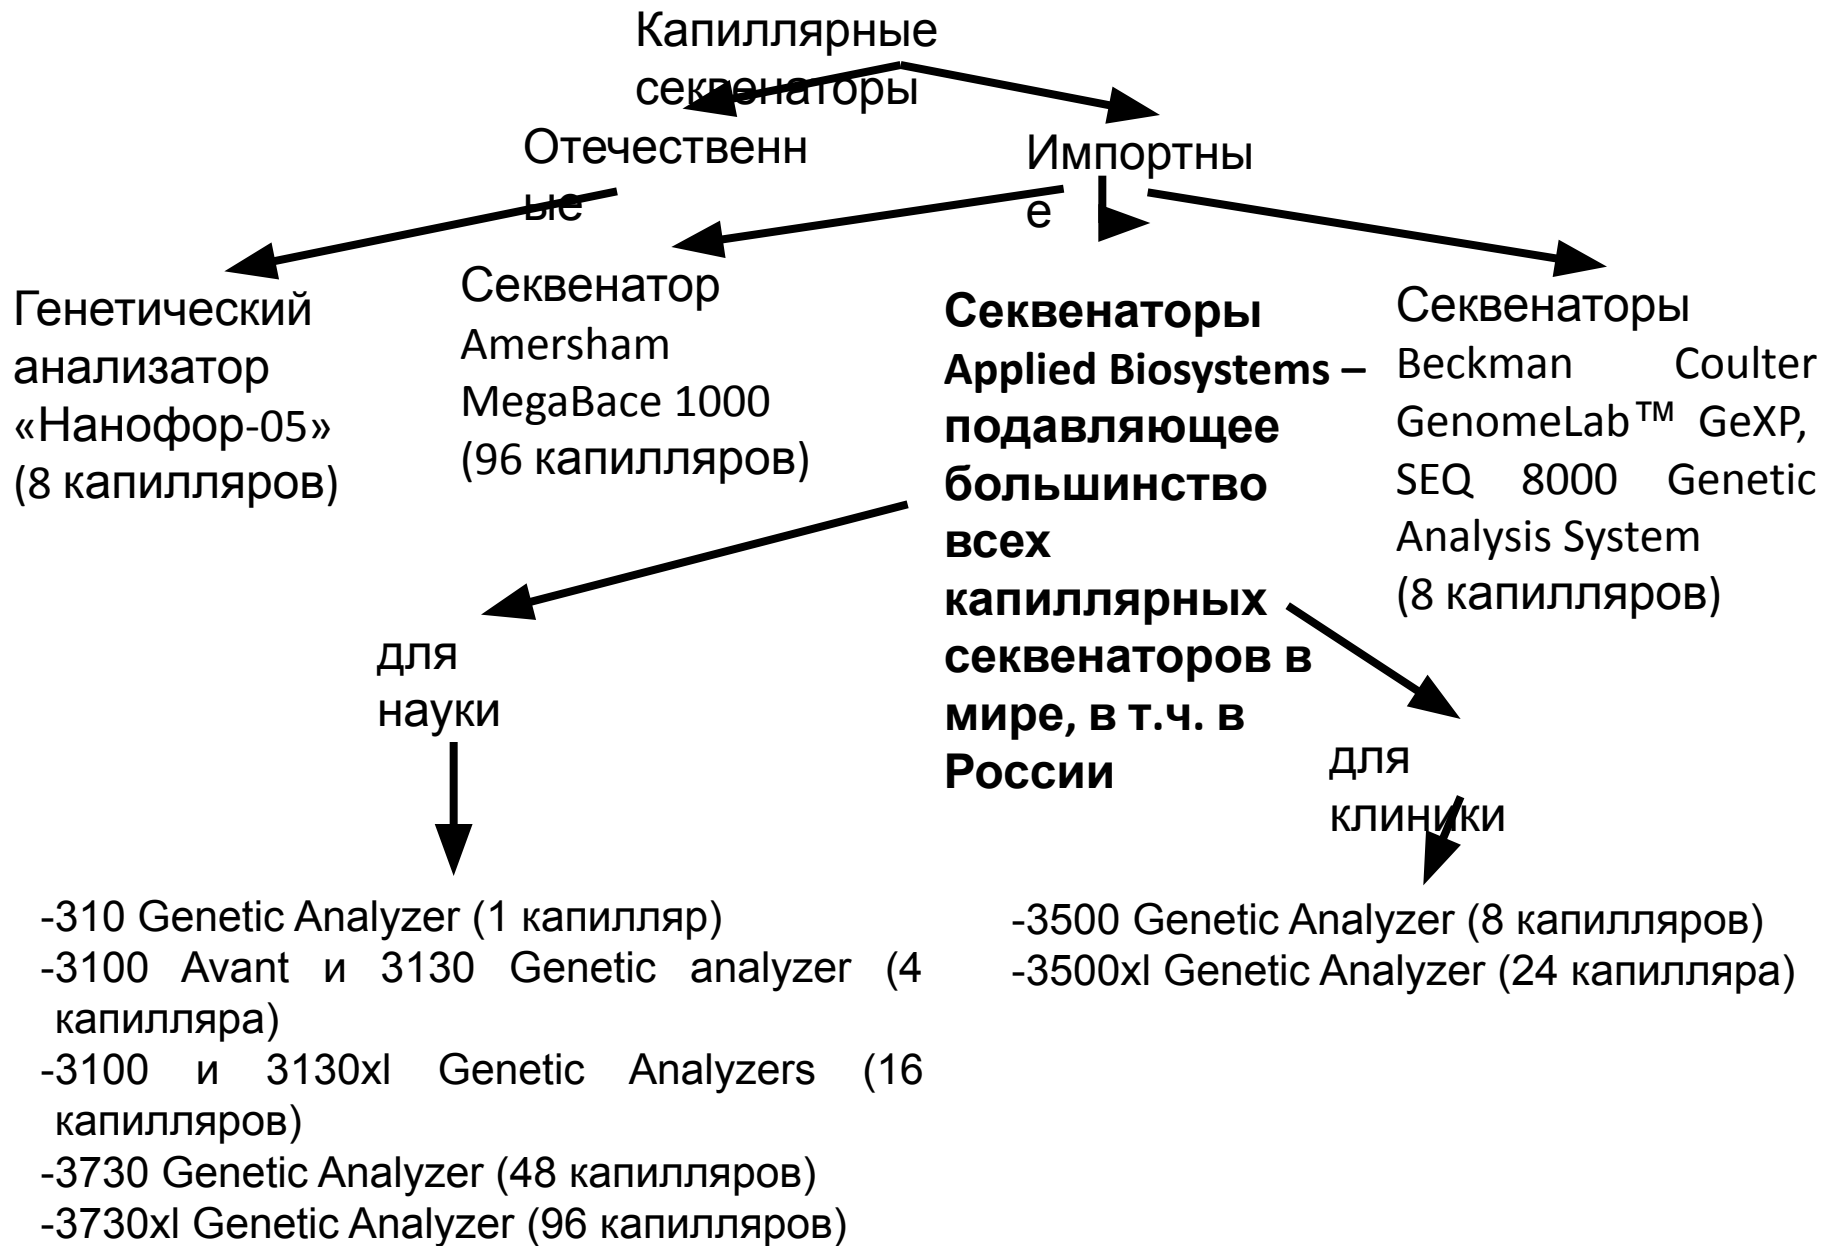 Капиллярные
секвенаторы
Отечественн
ые
Импортны
е
Генетический
анализатор
«Нанофор-05»
(8 капилляров)
Секвенатор
Amersham
MegaBace 1000
(96 капилляров)
Секвенаторы
Applied Biosystems –
подавляющее
большинство
всех
капиллярных
секвенаторов в
мире, в т.ч. в
России
Секвенаторы
Beckman Coulter
GenomeLab™ GeXP,
SEQ 8000 Genetic
Analysis System
(8 капилляров)
для
науки
для
клиники
-310 Genetic Analyzer (1 капилляр)
-3100 Avant и 3130 Genetic analyzer (4
капилляра)
-3100 и 3130xl Genetic Analyzers (16
капилляров)
-3730 Genetic Analyzer (48 капилляров)
-3730xl Genetic Analyzer (96 капилляров)
-3500 Genetic Analyzer (8 капилляров)
-3500xl Genetic Analyzer (24 капилляра)